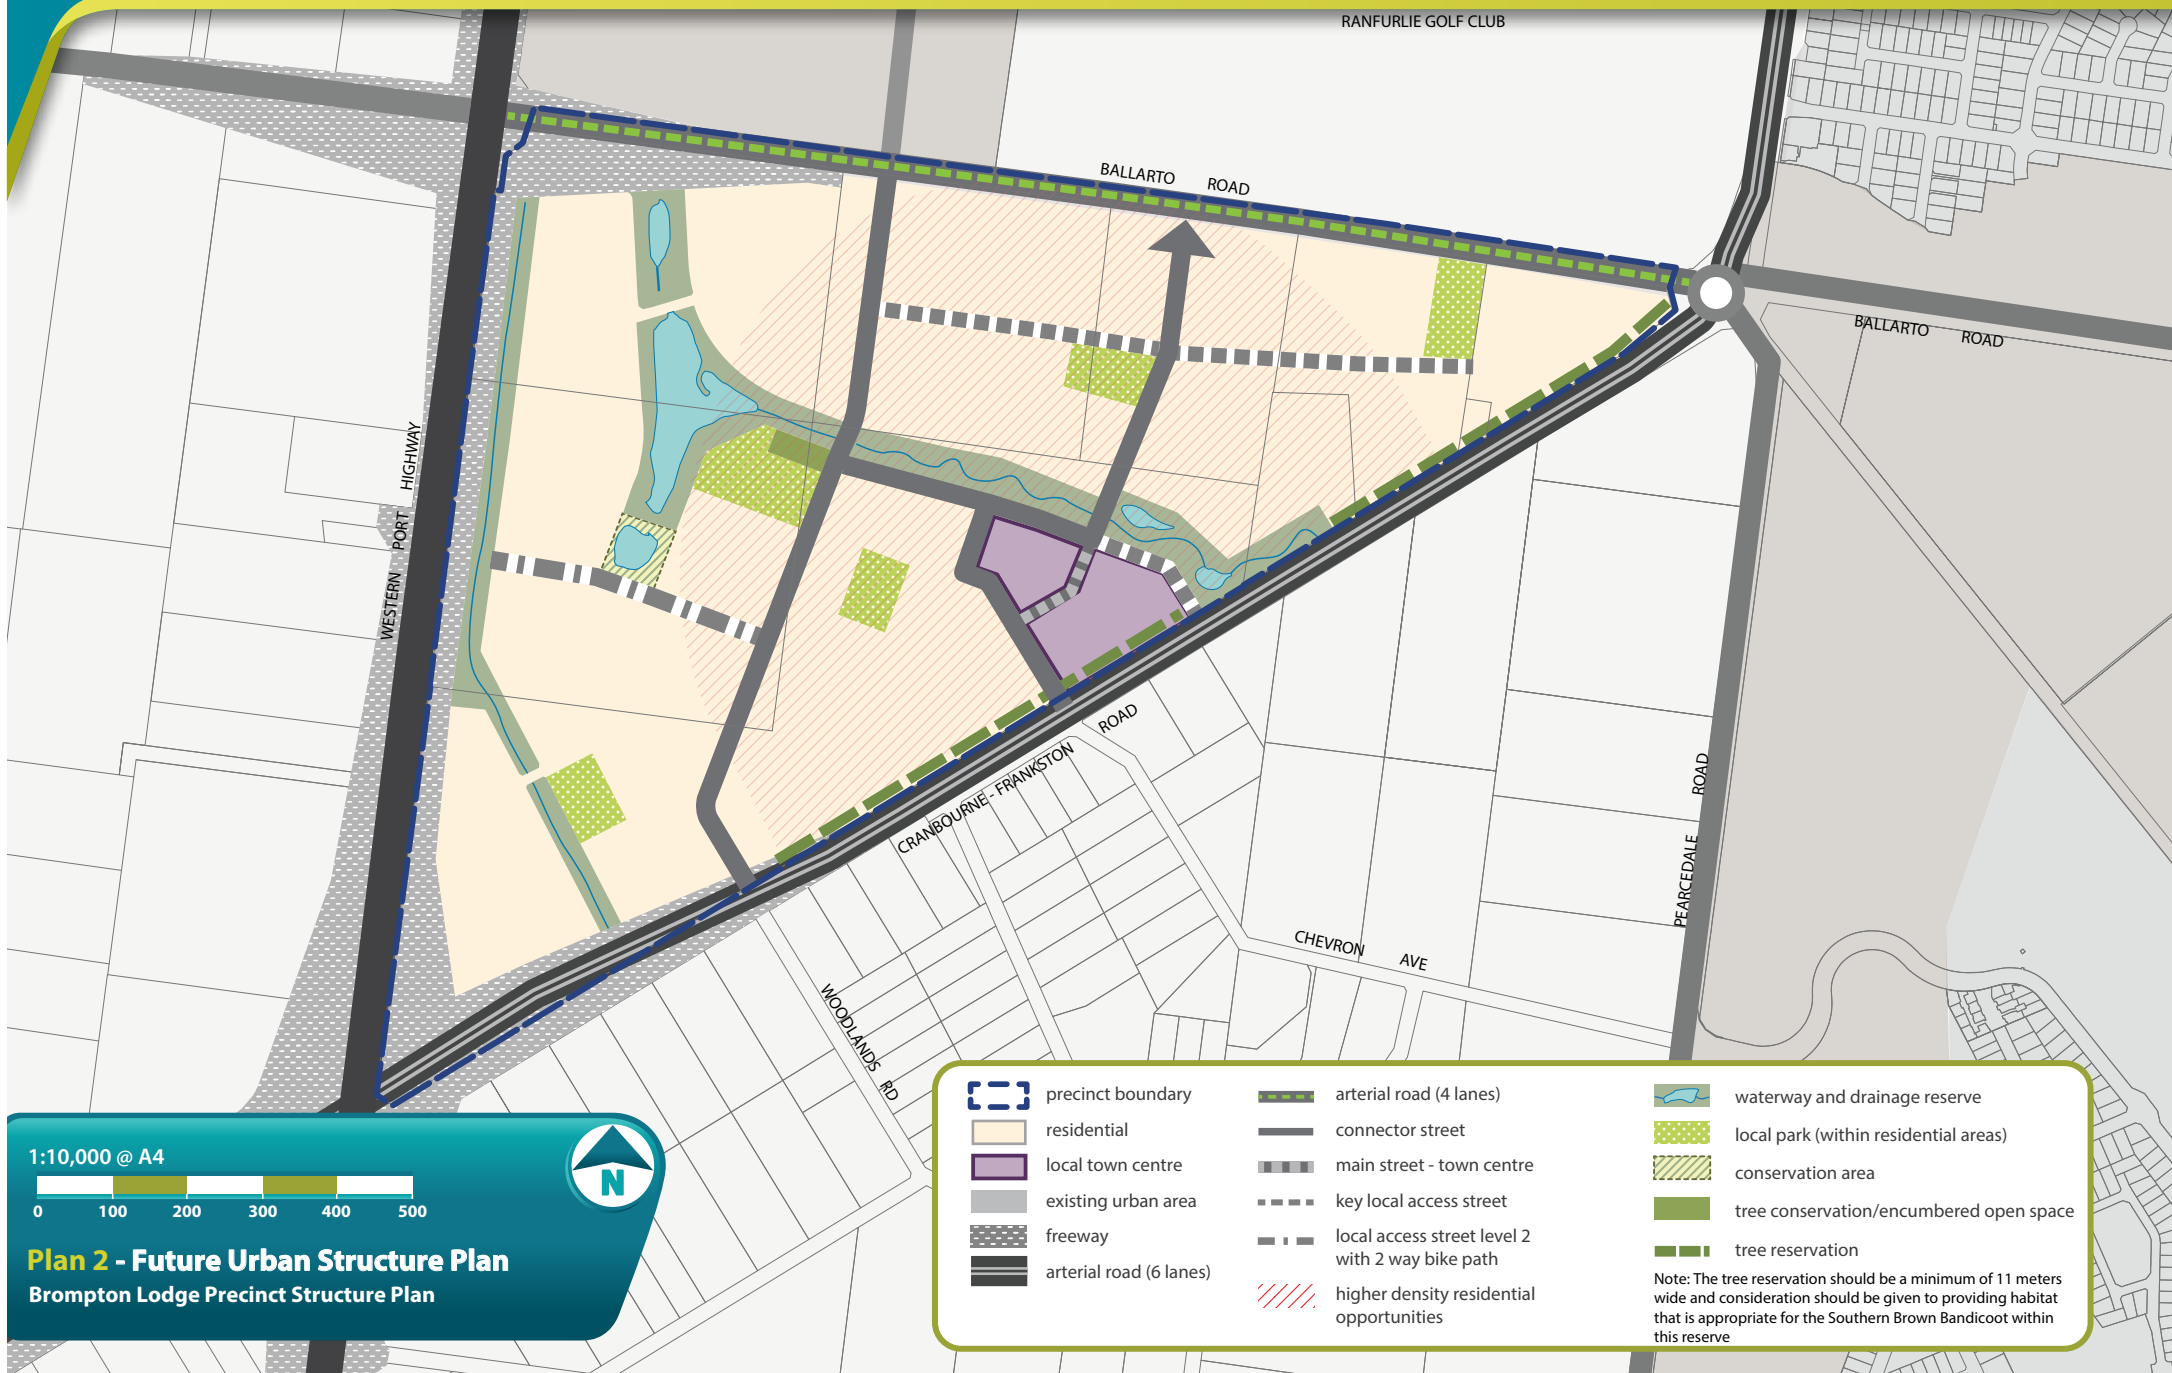 RANFURLIE GOLF CLUB
BALLARTO ROAD
BALLARTO ROAD
WESTERN PORT HIGHWAY
CRANBOURNE - FRANKSTON ROAD
PEARCEDALE ROAD
CHEVRON AVE
WOODLANDS RD
1:10,000 @ A4
0 100 200 300 400 500
N
Plan 2 - Future Urban Structure Plan
Brompton Lodge Precinct Structure Plan
precinct boundary
residential
local town centre
existing urban area
freeway
arterial road (6 lanes)
arterial road (4 lanes)
connector street
main street - town centre
key local access street
local access street level 2
with 2 way bike path
higher density residential
opportunities
waterway and drainage reserve
local park (within residential areas)
conservation area
tree conservation/encumbered open space
tree reservation
Note: The tree reservation should be a minimum of 11 meters
wide and consideration should be given to providing habitat
that is appropriate for the Southern Brown Bandicoot within
this reserve